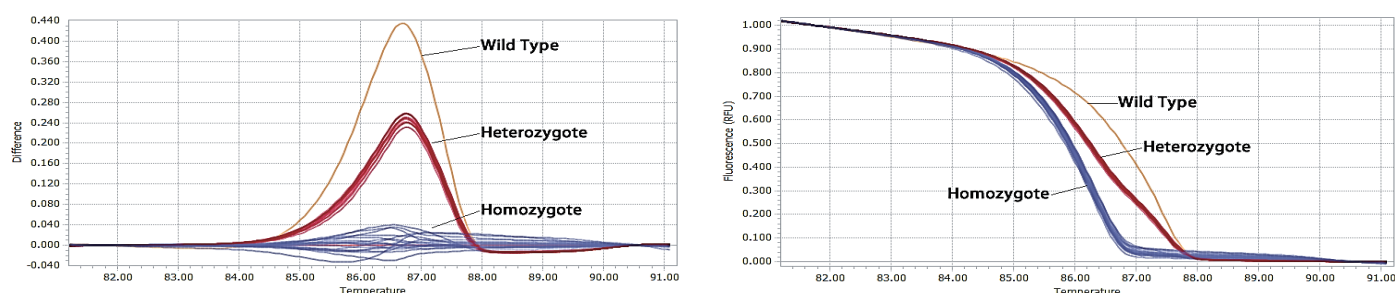 0.440
0.400
0.360
0.320
0.280
0.240
0.200
0.160
0.120
0.080
0.040
0.000
-0.040
Difference
Wild Type
Heterozygote
Homozygote
82.00 83.00 84.00 85.00 86.00 87.00 88.00 89.00 90.00 91.00
Temperature
1.000
0.900
0.800
0.700
0.600
0.500
0.400
0.300
0.200
0.100
0.000
Fluorescence (RFU)
Wild Type
Heterozygote
Homozygote
82.00 83.00 84.00 85.00 86.00 87.00 88.00 89.00 90.00 91.00
Temperature